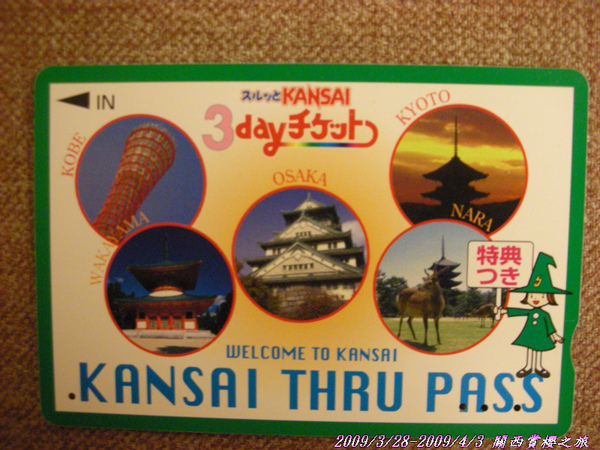 IN
スルッとKANSAI
3dayチケット
KOBE
KYOTO
OSAKA
WAKAYAMA
NARA
特典
つき
WELCOME TO KANSAI
KANSAI THRU PASS
2009/3/28-2009/4/3 關西賞櫻之旅